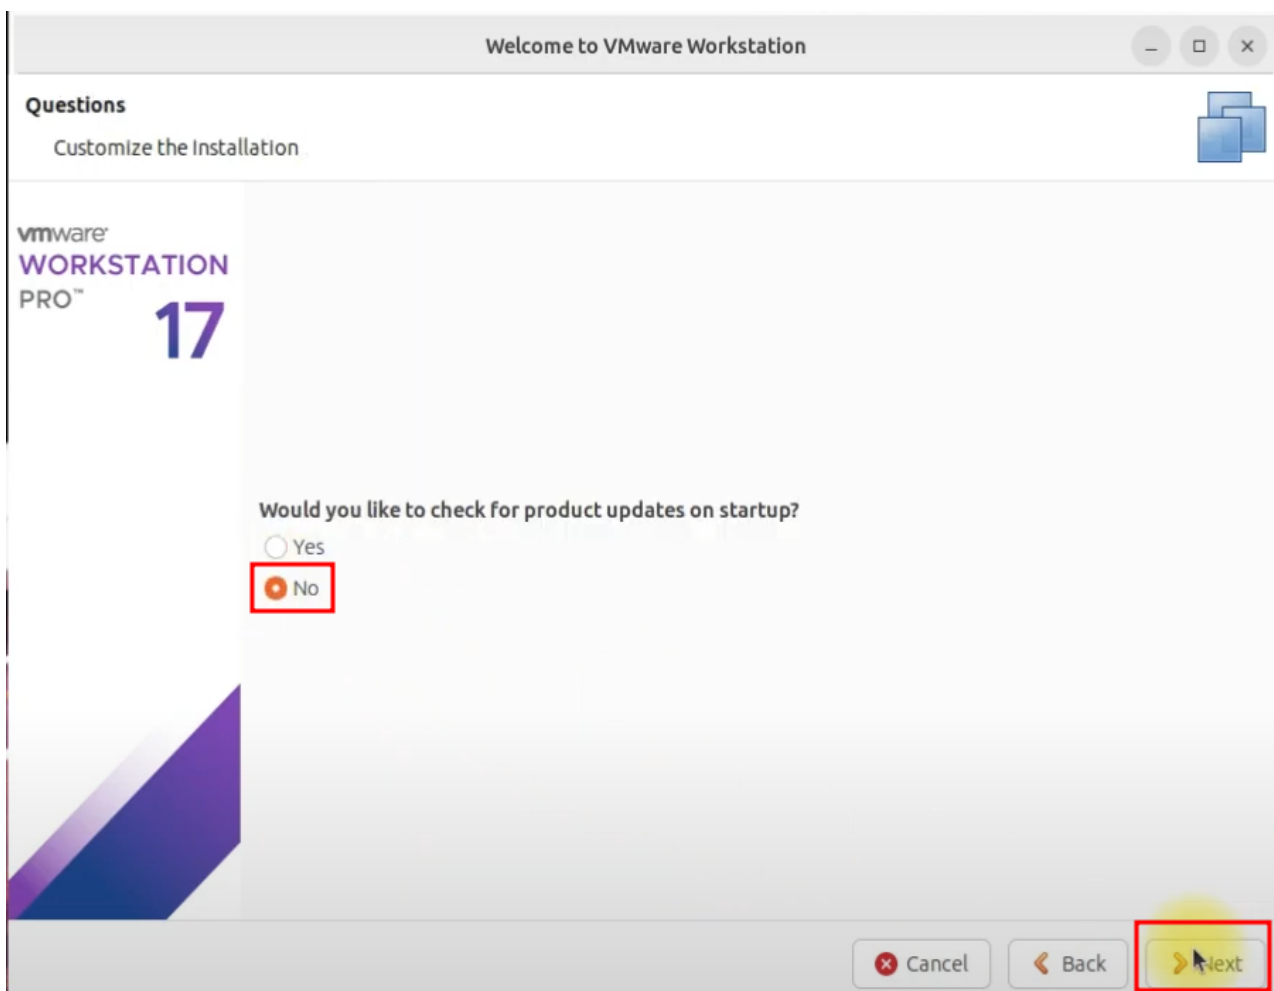 Welcome to VMware Workstation
Questions
Customize the Installation
vmware®
WORKSTATION
PRO™
17
Would you like to check for product updates on startup?
Yes
No
Cancel
Back
Next